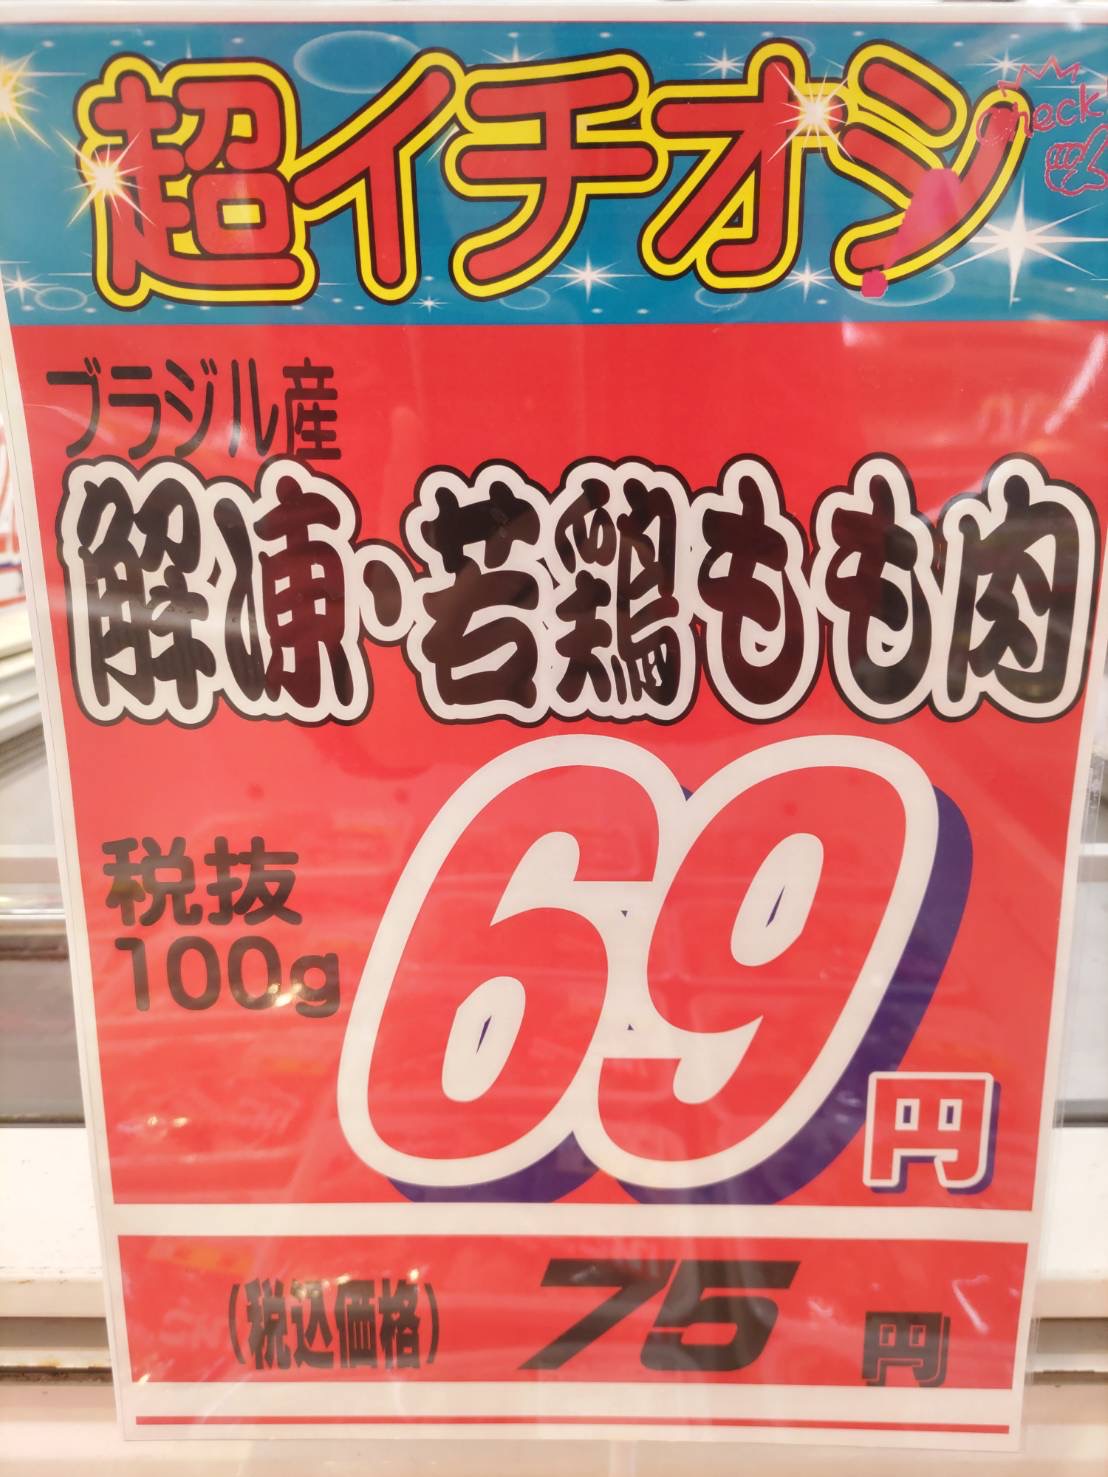 超イチオシ
Check!
ブラジル産
解凍・若鶏もも肉
税抜
100g
69円
(税込価格) 75円